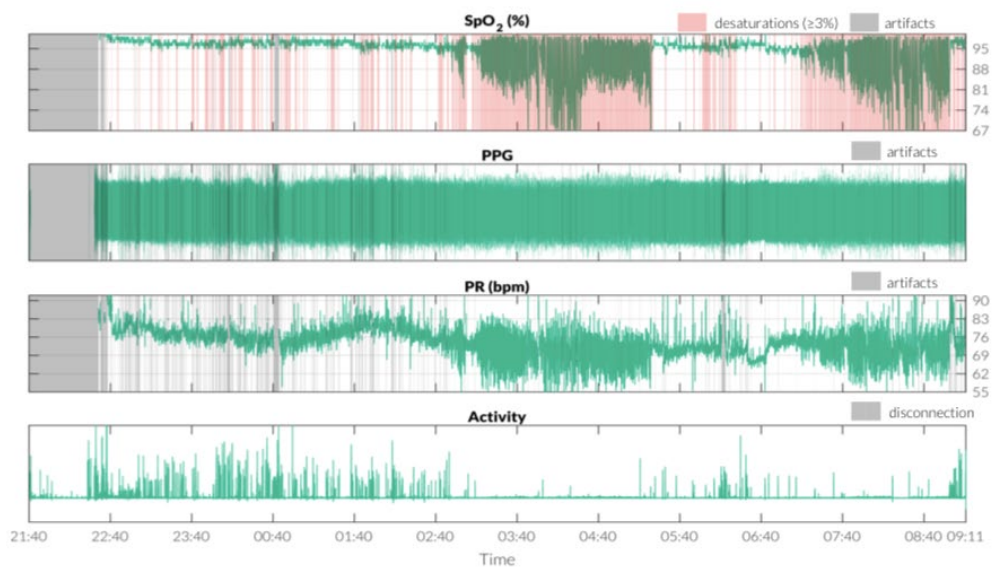 SpO₂ (%)
desaturations (≥3%) artifacts
95
88
81
74
67
PPG
artifacts
PR (bpm)
artifacts
90
83
76
69
62
55
Activity
disconnection
21:40 22:40 23:40 00:40 01:40 02:40 03:40 04:40 05:40 06:40 07:40 08:40 09:11
Time